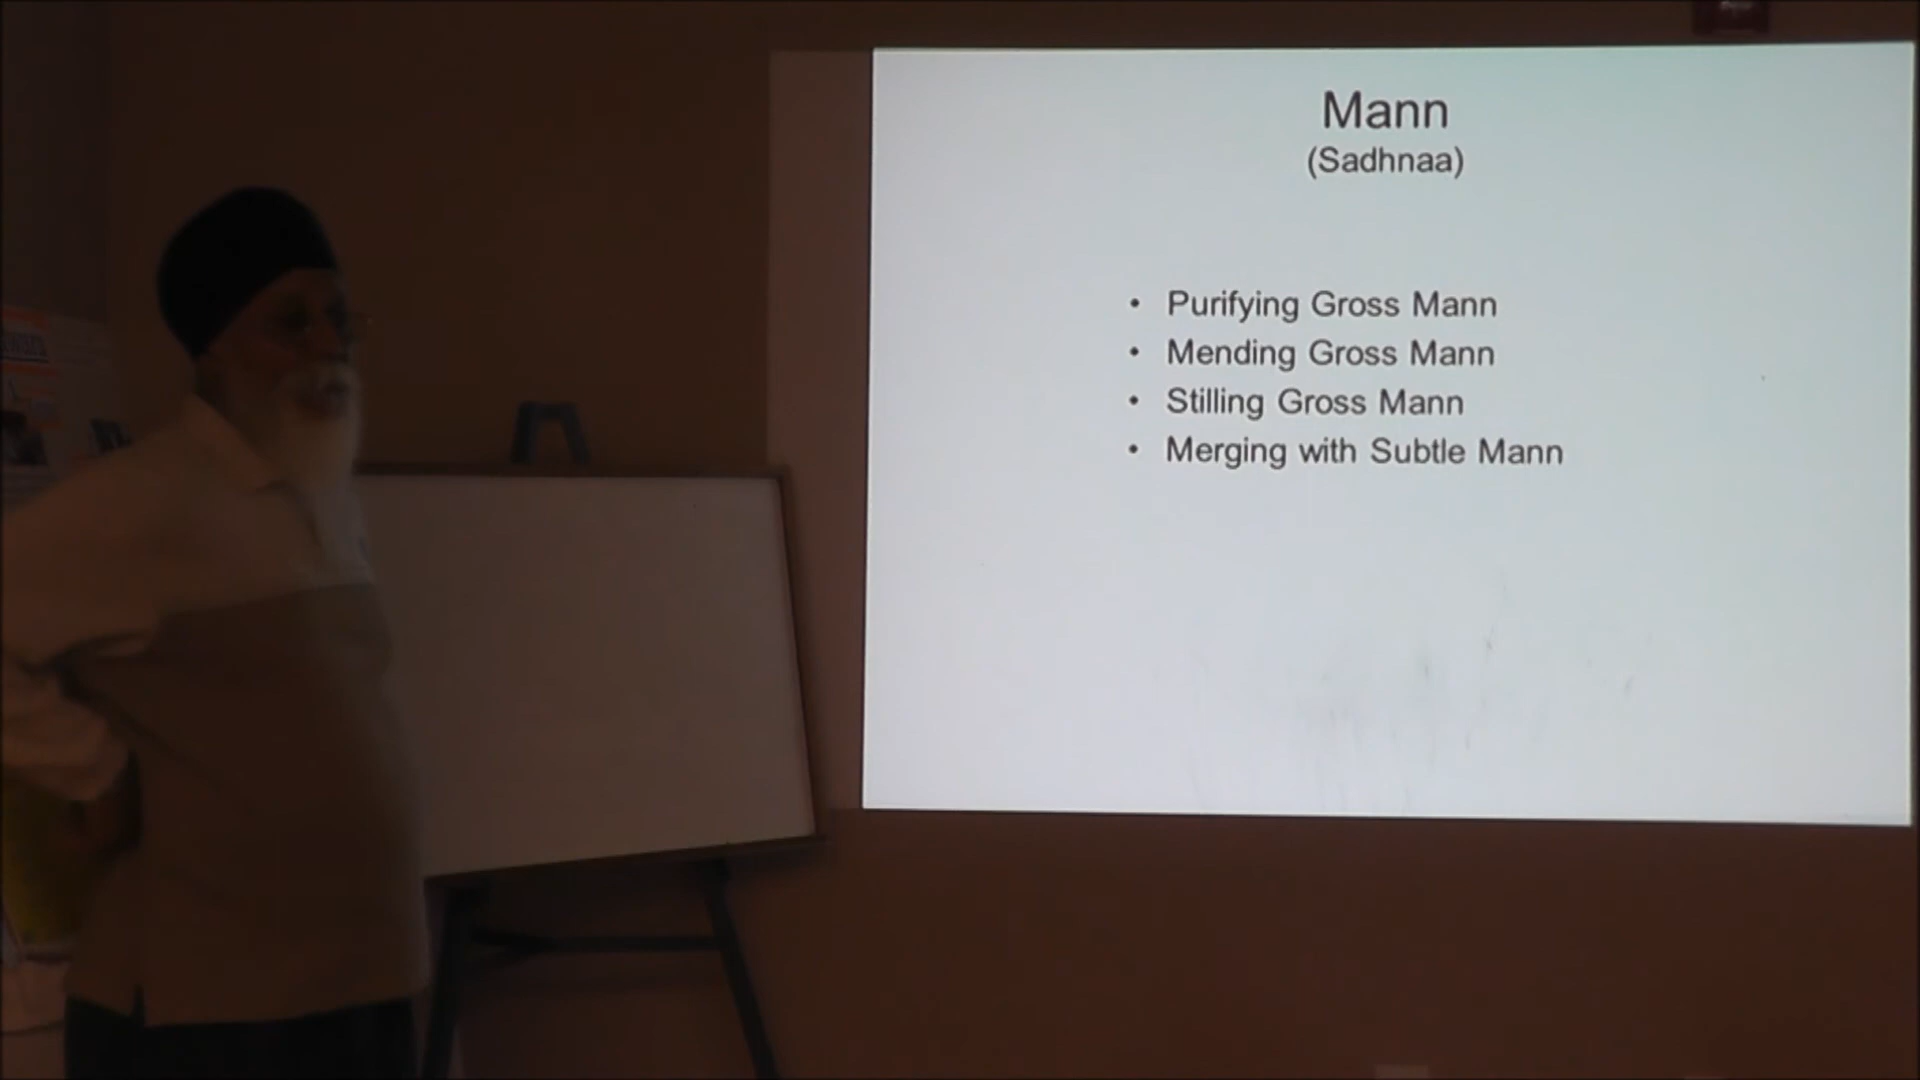 Mann
(Sadhnaa)
• Purifying Gross Mann
• Mending Gross Mann
• Stilling Gross Mann
• Merging with Subtle Mann